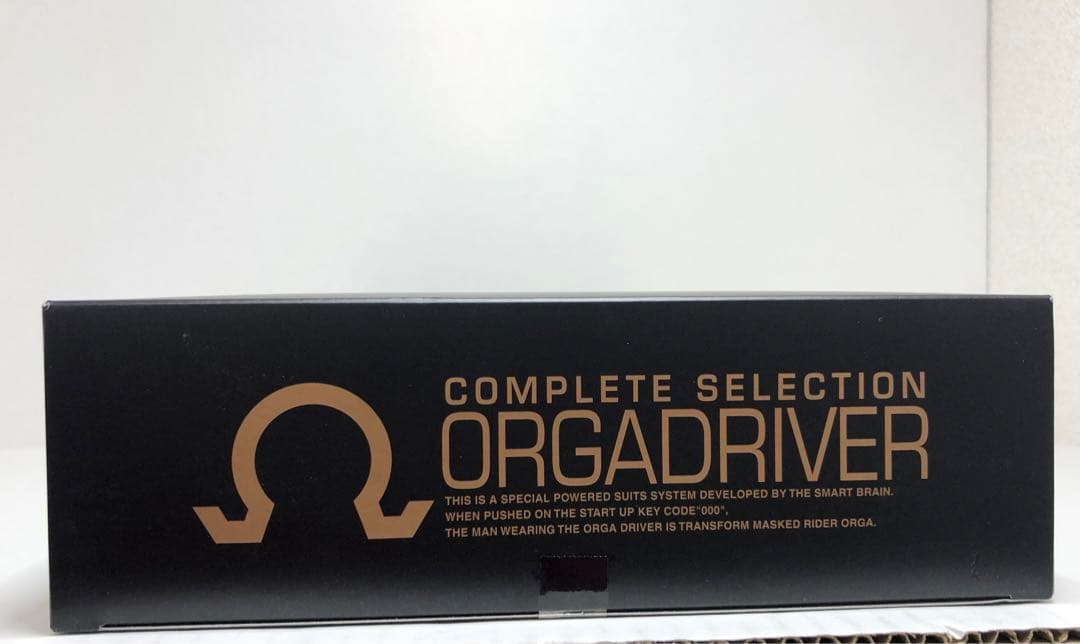 Ω
COMPLETE SELECTION
ORGADRIVER
THIS IS A SPECIAL POWERED SUITS SYSTEM DEVELOPED BY THE SMART BRAIN.
WHEN PUSHED ON THE START UP KEY CODE"000",
THE MAN WEARING THE ORGA DRIVER IS TRANSFORM MASKED RIDER ORGA.